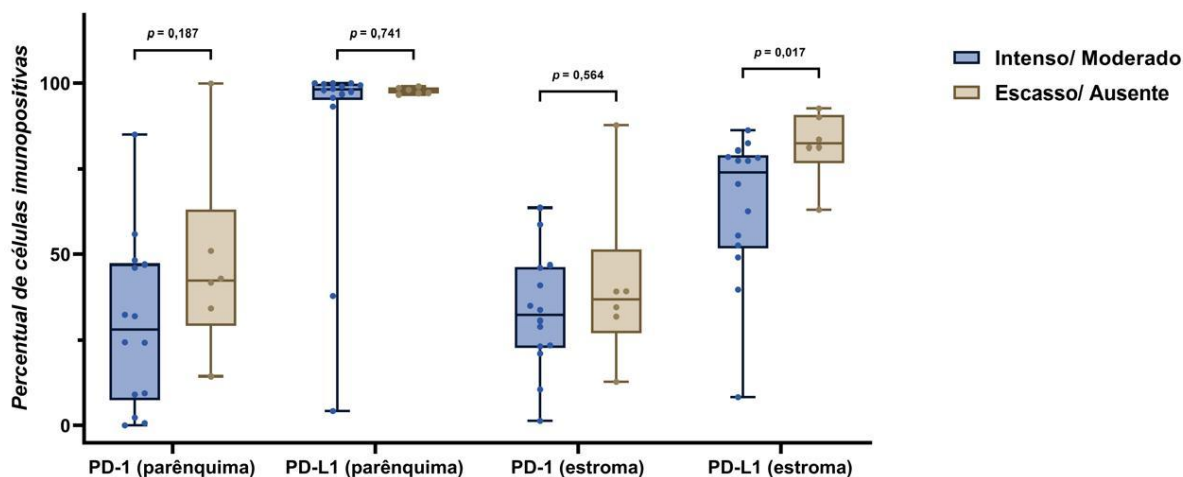 p = 0,187
p = 0,741
p = 0,564
p = 0,017
Intenso/ Moderado
Escasso/ Ausente
Percentual de células imunopositivas
100
50
0
PD-1 (parênquima)
PD-L1 (parênquima)
PD-1 (estroma)
PD-L1 (estroma)